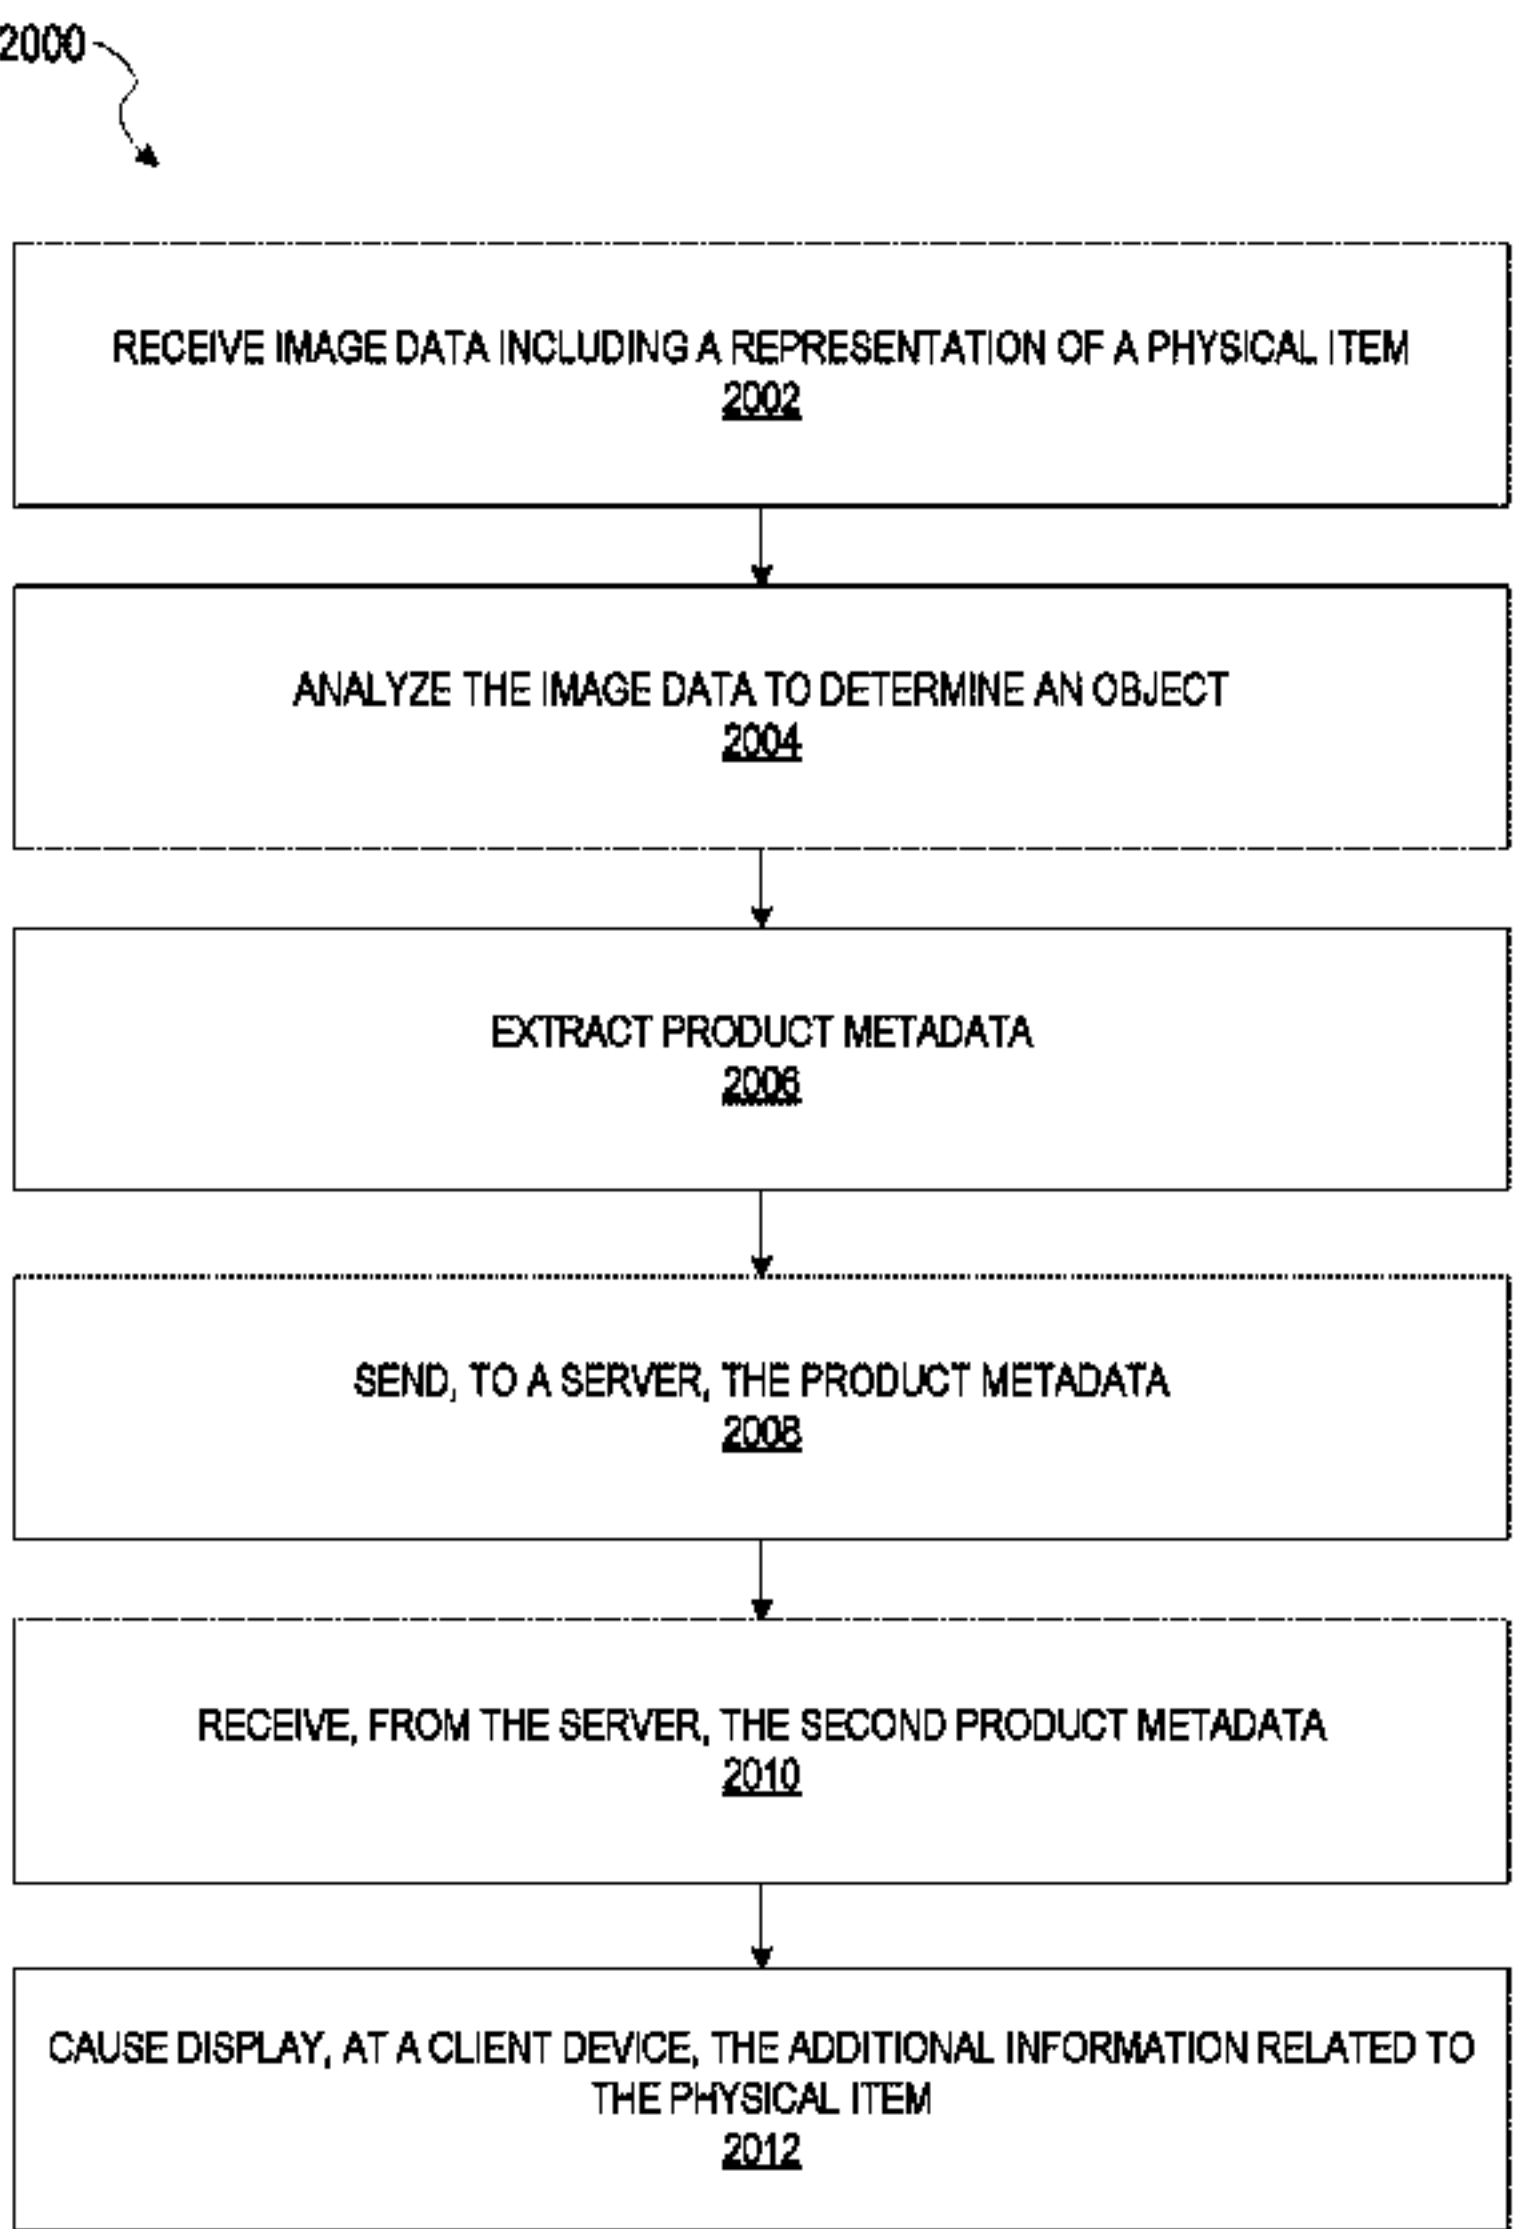 2000
RECEIVE IMAGE DATA INCLUDING A REPRESENTATION OF A PHYSICAL ITEM
2002
ANALYZE THE IMAGE DATA TO DETERMINE AN OBJECT
2004
EXTRACT PRODUCT METADATA
2006
SEND, TO A SERVER, THE PRODUCT METADATA
2008
RECEIVE, FROM THE SERVER, THE SECOND PRODUCT METADATA
2010
CAUSE DISPLAY, AT A CLIENT DEVICE, THE ADDITIONAL INFORMATION RELATED TO
THE PHYSICAL ITEM
2012